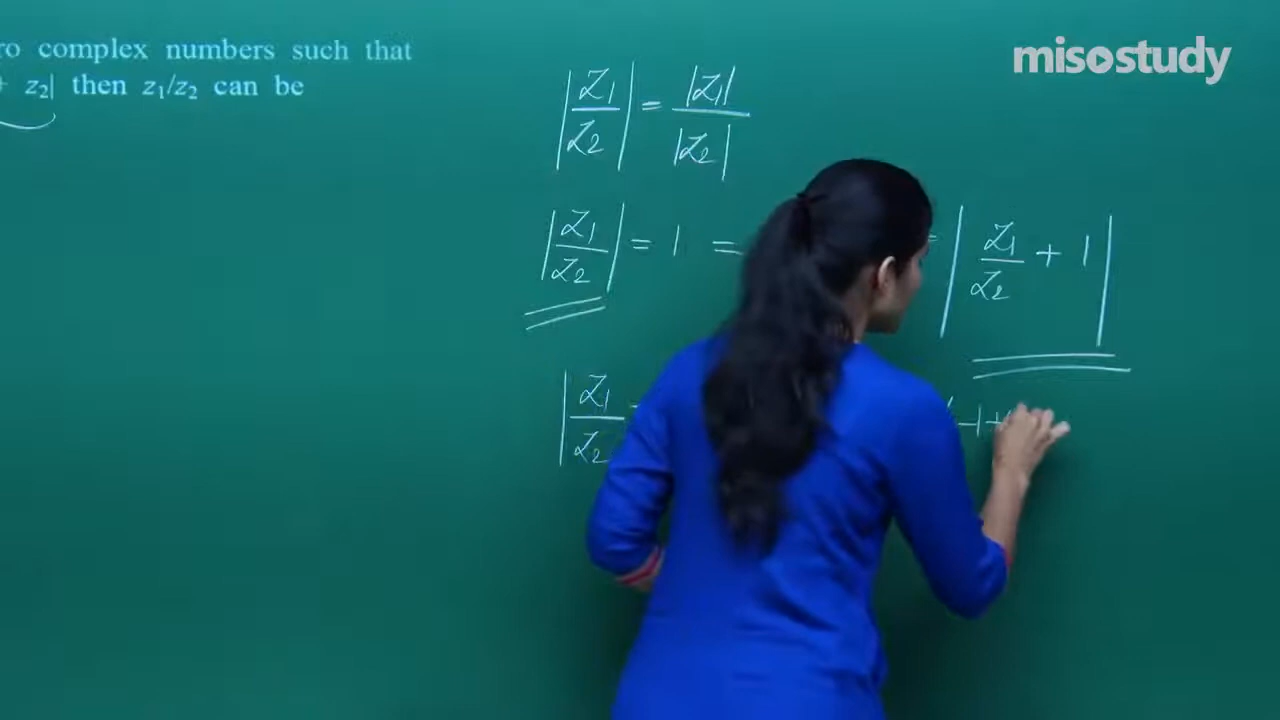 misostudy
complex numbers such that
z₂| then z₁/z₂ can be
|Z₁/Z₂| = |Z₁|/|Z₂|
|Z₁/Z₂| = 1 = = |Z₁/Z₂ + 1|
|Z₁/Z₂ -1+